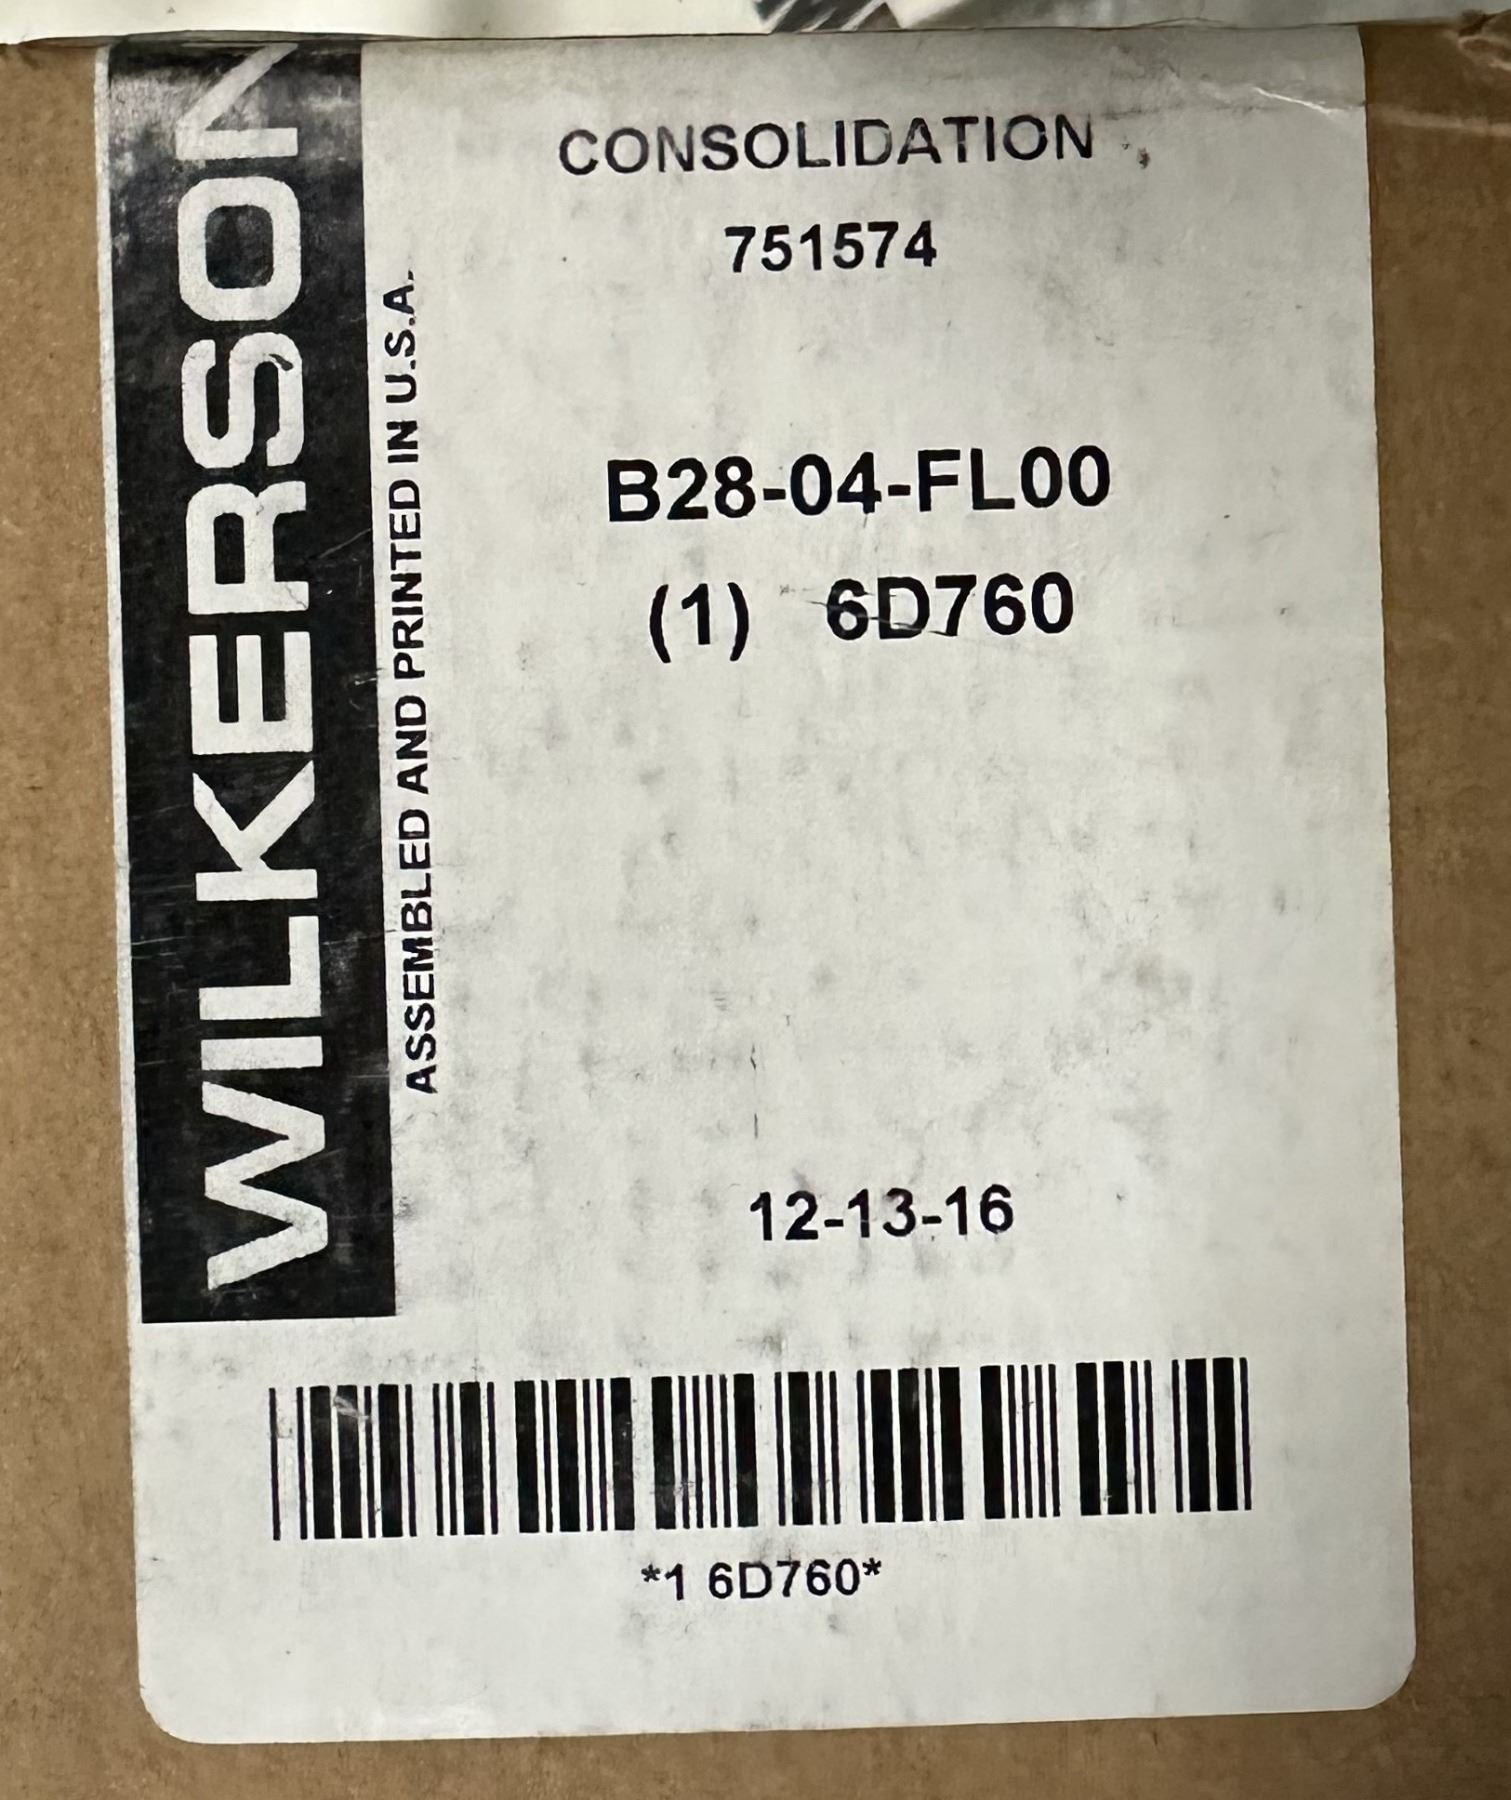 WILKERSON
ASSEMBLED AND PRINTED IN U.S.A.
CONSOLIDATION
751574
B28-04-FL00
(1) 6D760
12-13-16
*1 6D760*